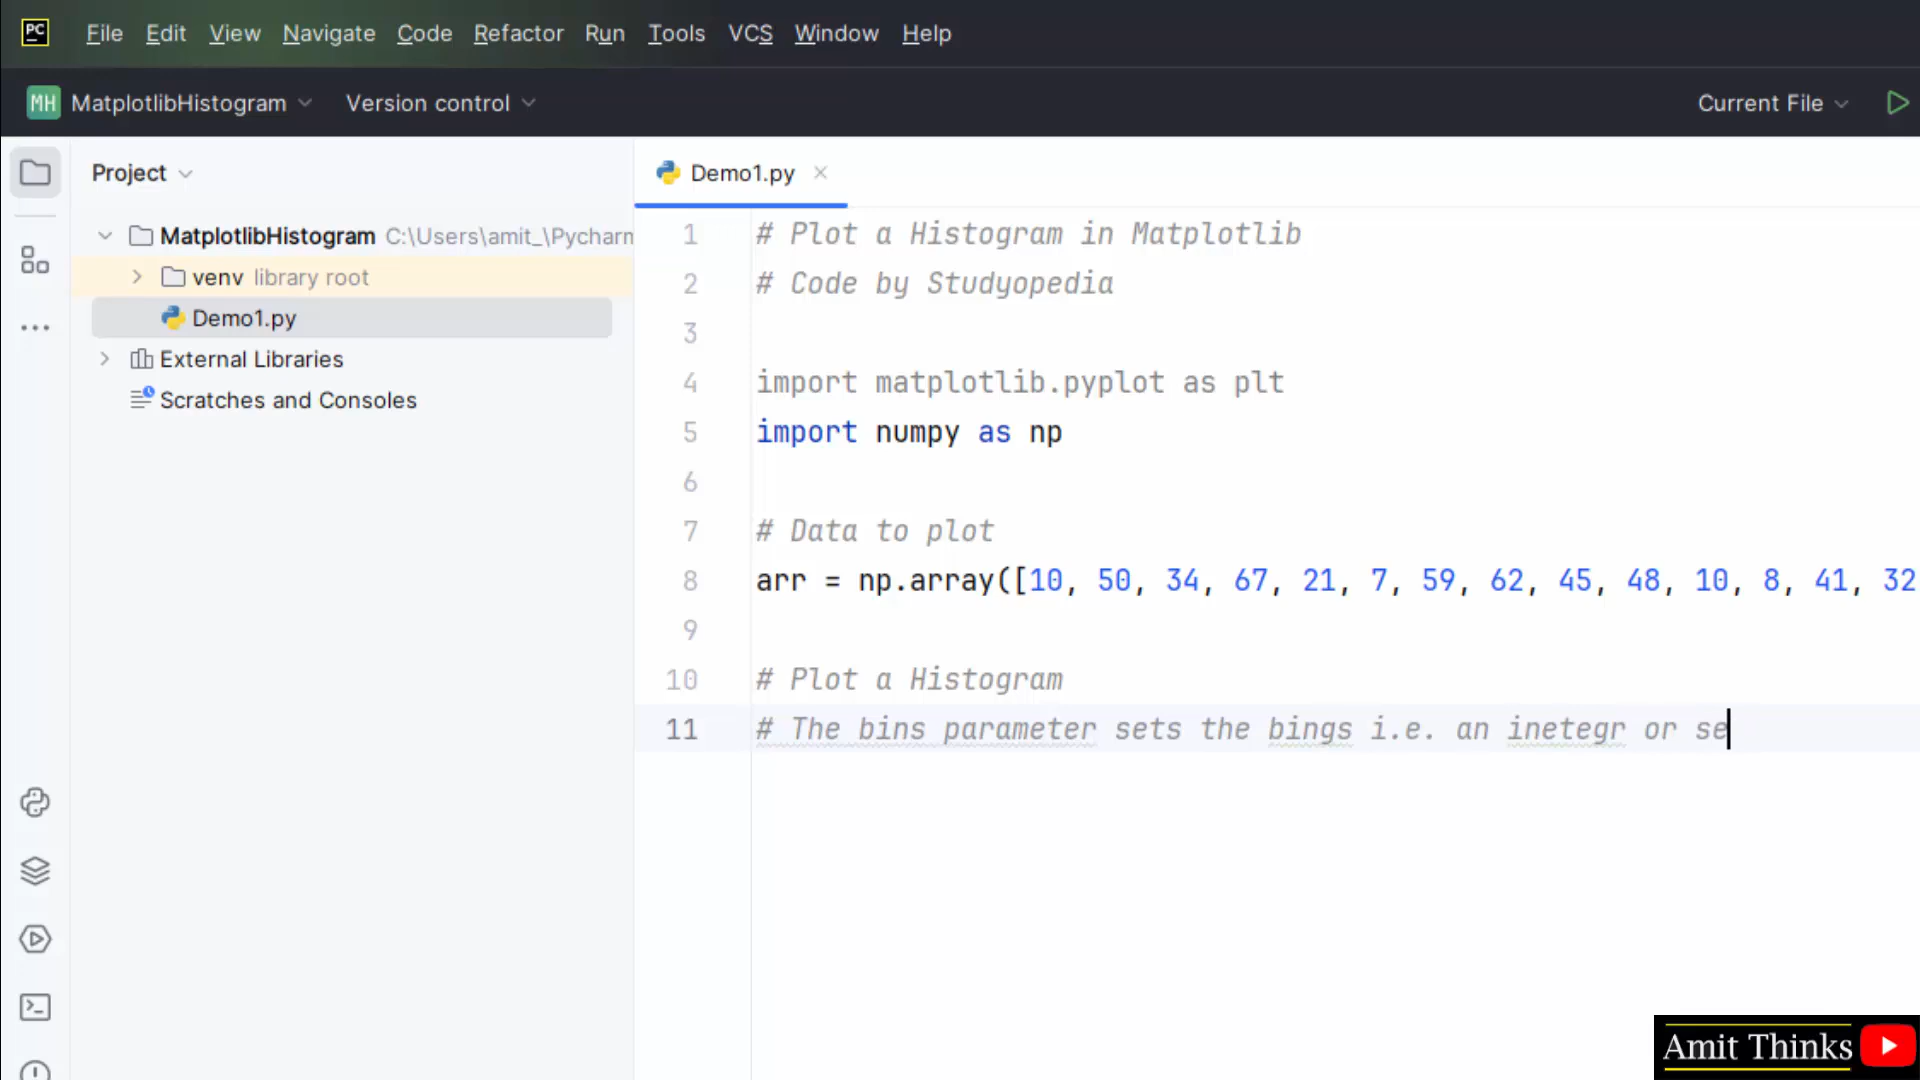 PC
File Edit View Navigate Code Refactor Run Tools VCS Window Help
MH MatplotlibHistogram Version control Current File
Project
MatplotlibHistogram C:\Users\amit_\Pycharm
venv library root
Demo1.py
External Libraries
Scratches and Consoles
Demo1.py
1 # Plot a Histogram in Matplotlib
2 # Code by Studyopedia
3
4 import matplotlib.pyplot as plt
5 import numpy as np
6
7 # Data to plot
8 arr = np.array([10, 50, 34, 67, 21, 7, 59, 62, 45, 48, 10, 8, 41, 32
9
10 # Plot a Histogram
11 # The bins parameter sets the bings i.e. an inetegr or se
Amit Thinks